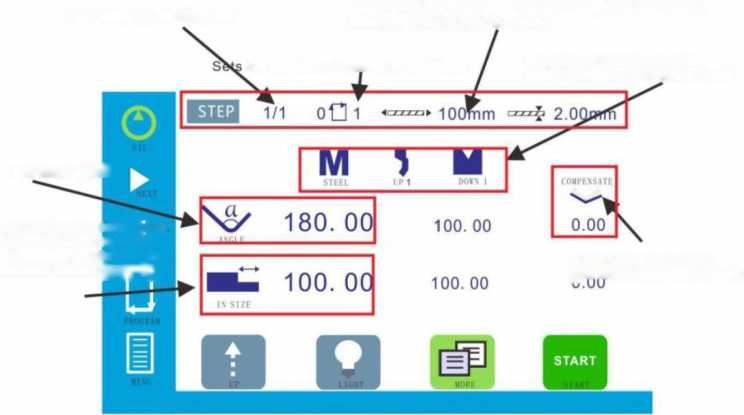 Sets
STEP 1/1 0 1 100mm 2.00mm
OIL
M
STEEL UP 1 DOWN 1
COMPENSATE
NEXT
α 180.00 100.00 0.00
ANGLE
100.00 100.00 0.00
IN SIZE
PROGRAM
START
MENU UP LIGHT MORE START